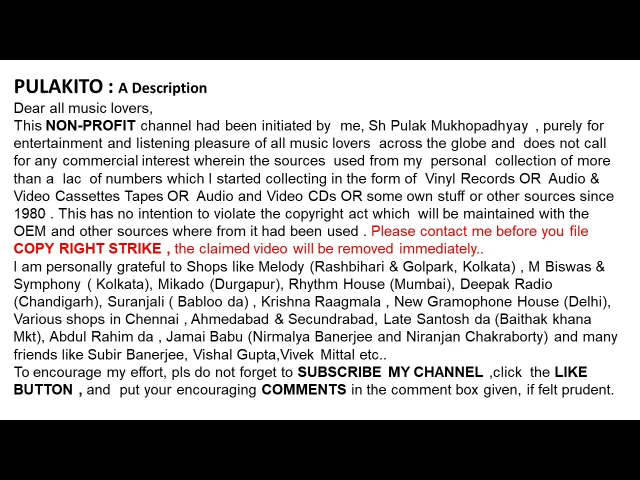 PULAKITO : A Description
Dear all music lovers,
This NON-PROFIT channel had been initiated by me, Sh Pulak Mukhopadhyay , purely for
entertainment and listening pleasure of all music lovers across the globe and does not call
for any commercial interest wherein the sources used from my personal collection of more
than a lac of numbers which I started collecting in the form of Vinyl Records OR Audio &
Video Cassettes Tapes OR Audio and Video CDs OR some own stuff or other sources since
1980 . This has no intention to violate the copyright act which will be maintained with the
OEM and other sources where from it had been used . Please contact me before you file
COPY RIGHT STRIKE , the claimed video will be removed immediately..
I am personally grateful to Shops like Melody (Rashbihari & Golpark, Kolkata) , M Biswas &
Symphony ( Kolkata), Mikado (Durgapur), Rhythm House (Mumbai), Deepak Radio
(Chandigarh), Suranjali ( Babloo da) , Krishna Raagmala , New Gramophone House (Delhi),
Various shops in Chennai , Ahmedabad & Secundrabad, Late Santosh da (Baithak khana
Mkt), Abdul Rahim da , Jamai Babu (Nirmalya Banerjee and Niranjan Chakraborty) and many
friends like Subir Banerjee, Vishal Gupta,Vivek Mittal etc..
To encourage my effort, pls do not forget to SUBSCRIBE MY CHANNEL ,click the LIKE
BUTTON , and put your encouraging COMMENTS in the comment box given, if felt prudent.